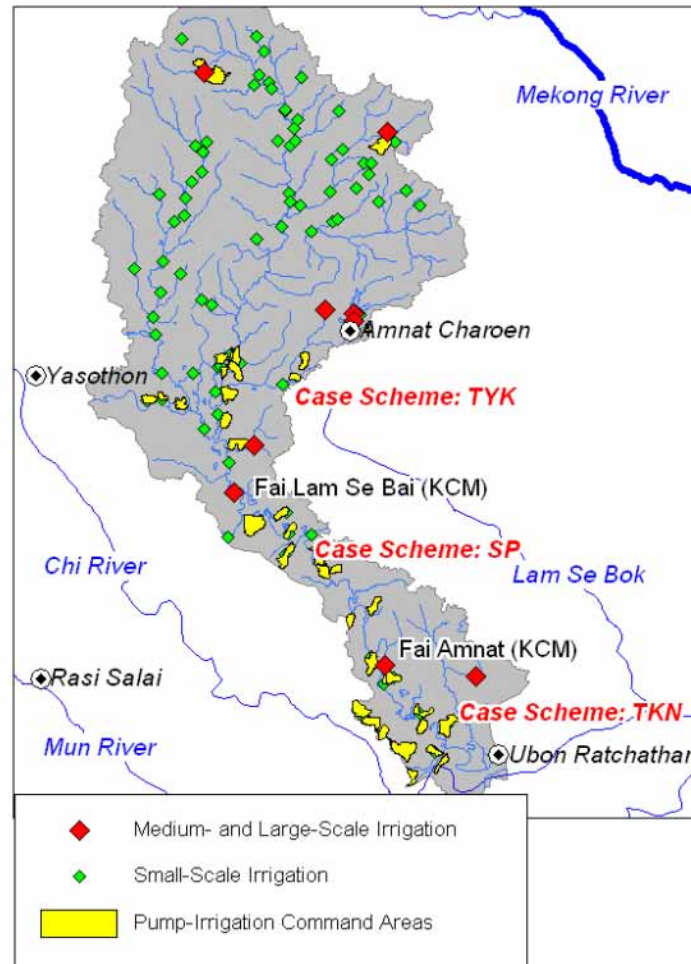 Mekong River
Amnat Charoen
Yasothon
Case Scheme: TYK
Fai Lam Se Bai (KCM)
Case Scheme: SP
Chi River
Lam Se Bok
Fai Amnat (KCM)
Rasi Salai
Case Scheme: TKN
Mun River
Ubon Ratchathan
Medium- and Large-Scale Irrigation
Small-Scale Irrigation
Pump-Irrigation Command Areas